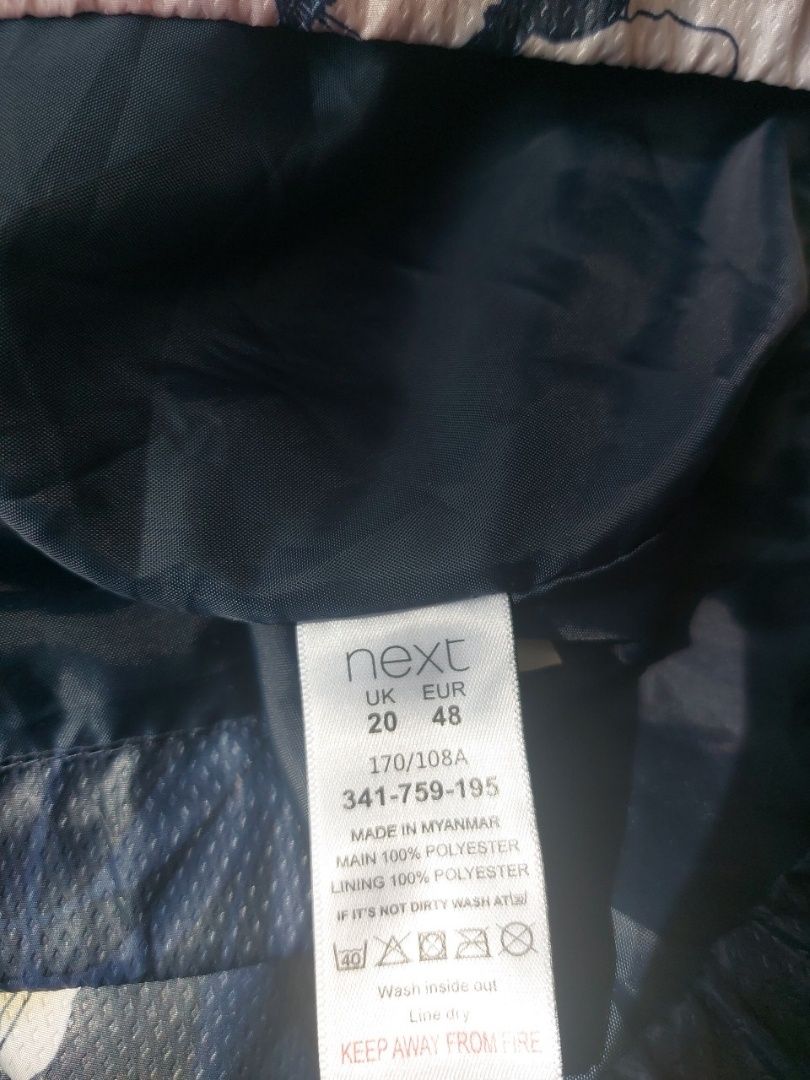 next
UK EUR
20 48
170/108A
341-759-195
MADE IN MYANMAR
MAIN 100% POLYESTER
LINING 100% POLYESTER
IF IT'S NOT DIRTY WASH AT
40
Wash inside out
Line dry
KEEP AWAY FROM FIRE